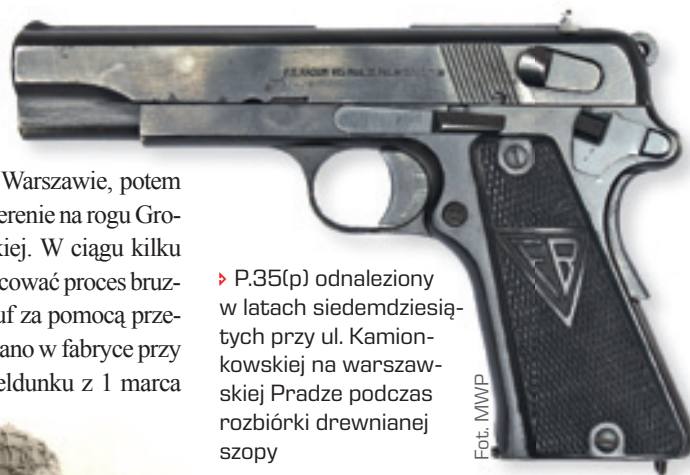 Warszawie, potem
erenie na rogu Gro-
kiej. W ciągu kilku
cować proces bruz-
uf za pomocą prze-
ano w fabryce przy
eldunku z 1 marca
P.35(p) odnaleziony
w latach siedemdziesią-
tych przy ul. Kamion-
kowskiej na warszaw-
skiej Pradze podczas
rozbiórki drewnianej
szopy
Fot. MWP
FB